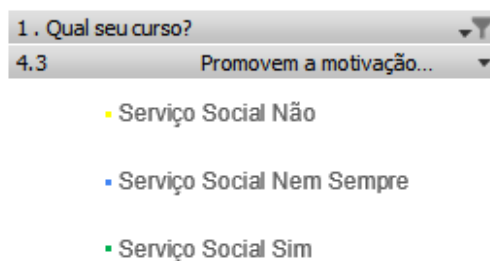 1 . Qual seu curso?
4.3 Promovem a motivação...
Serviço Social Não
Serviço Social Nem Sempre
Serviço Social Sim